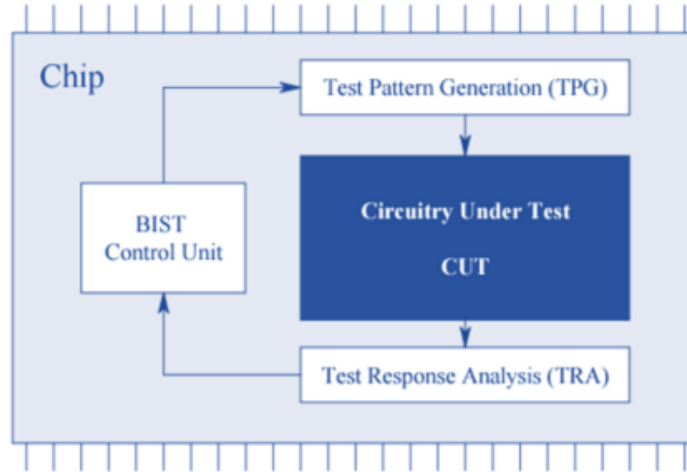 Chip
Test Pattern Generation (TPG)
BIST
Control Unit
Circuitry Under Test
CUT
Test Response Analysis (TRA)